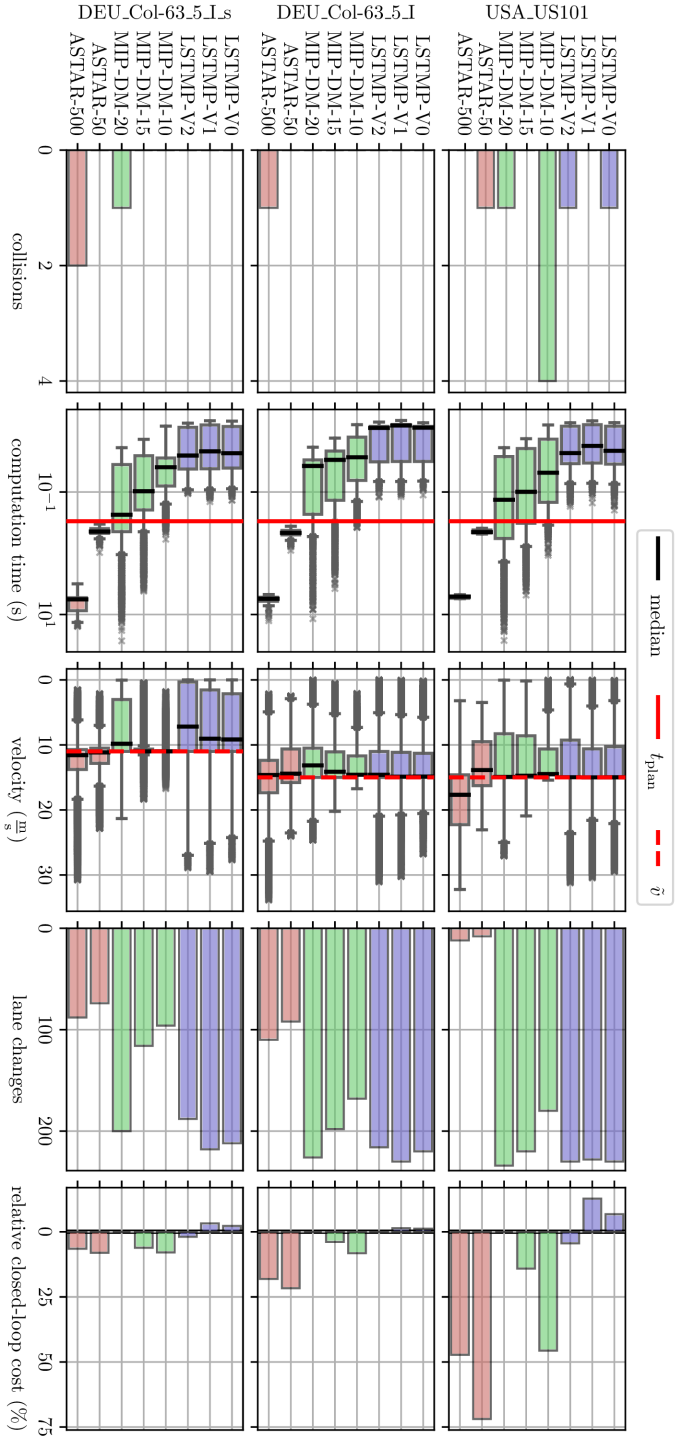 median
t_plan
ṽ
USA_US101
LSTMP-V0
LSTMP-V1
LSTMP-V2
MIP-DM-10
MIP-DM-15
MIP-DM-20
ASTAR-50
ASTAR-500
DEU_Col-63_5_I
LSTMP-V0
LSTMP-V1
LSTMP-V2
MIP-DM-10
MIP-DM-15
MIP-DM-20
ASTAR-50
ASTAR-500
DEU_Col-63_5_I_s
LSTMP-V0
LSTMP-V1
LSTMP-V2
MIP-DM-10
MIP-DM-15
MIP-DM-20
ASTAR-50
ASTAR-500
0 2 4
collisions
10⁻¹ 10¹
computation time (s)
0 10 20 30
velocity (m/s)
0 100 200
lane changes
0 25 50 75
relative closed-loop cost (%)